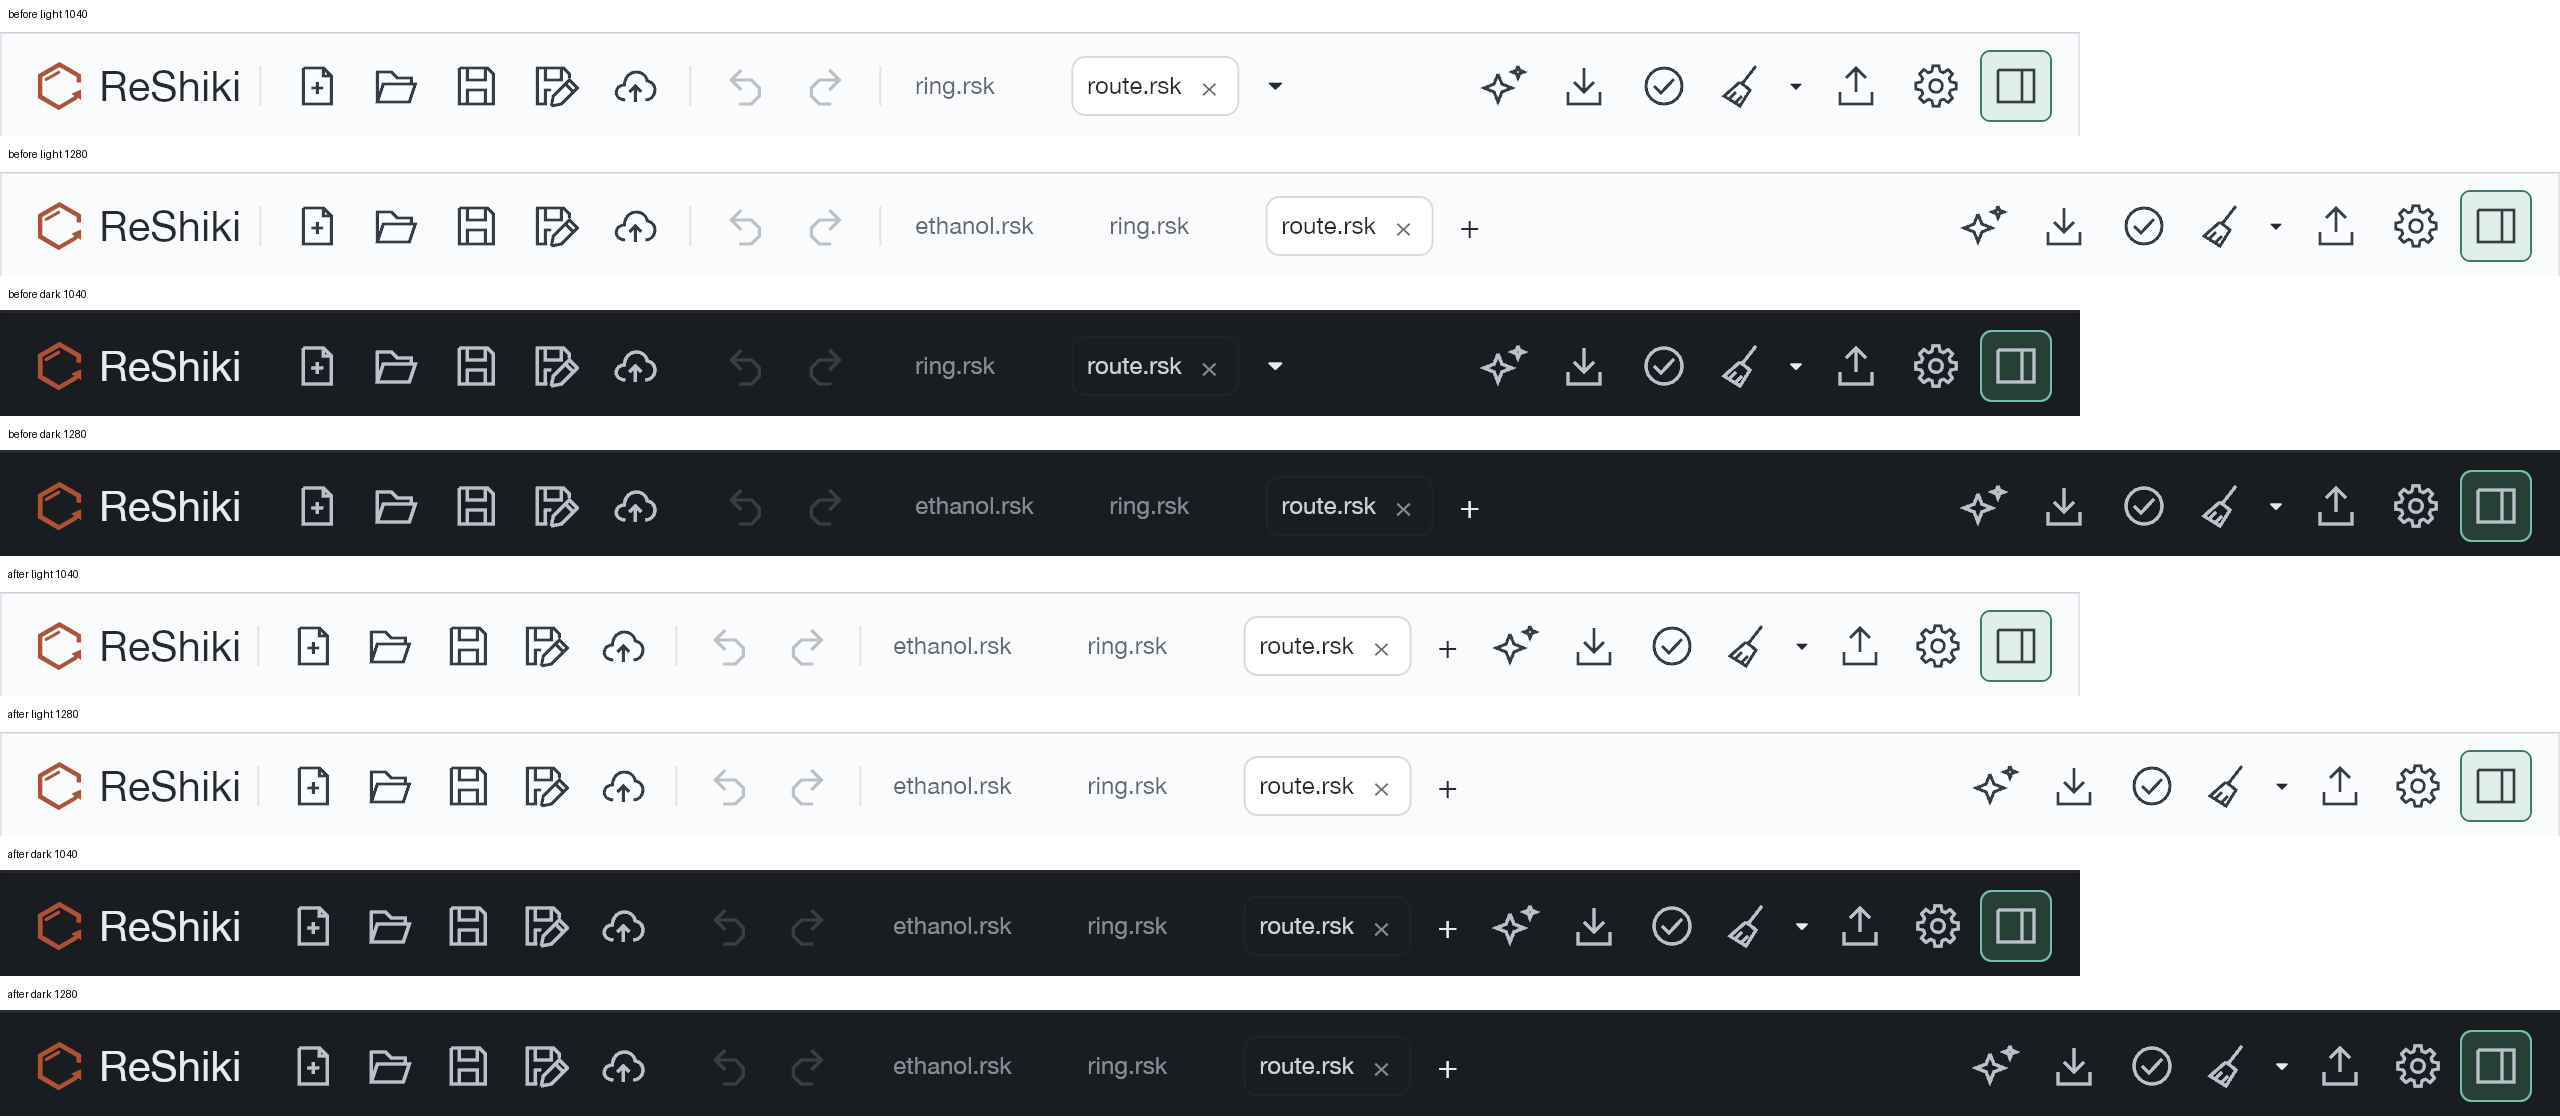 before light 1040
ReShiki ring.rsk route.rsk
before light 1280
ReShiki ethanol.rsk ring.rsk route.rsk
before dark 1040
ReShiki ring.rsk route.rsk
before dark 1280
ReShiki ethanol.rsk ring.rsk route.rsk
after light 1040
ReShiki ethanol.rsk ring.rsk route.rsk
after light 1280
ReShiki ethanol.rsk ring.rsk route.rsk
after dark 1040
ReShiki ethanol.rsk ring.rsk route.rsk
after dark 1280
ReShiki ethanol.rsk ring.rsk route.rsk